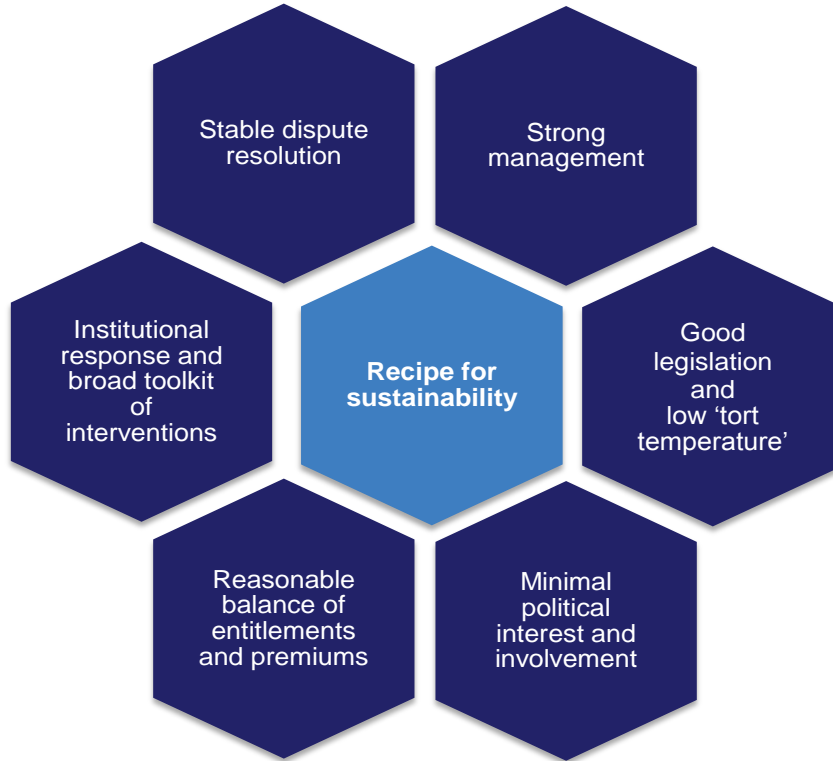 Stable dispute
resolution
Strong
management
Institutional
response and
broad toolkit
of
interventions
Recipe for
sustainability
Good
legislation
and
low ‘tort
temperature’
Reasonable
balance of
entitlements
and premiums
Minimal
political
interest and
involvement